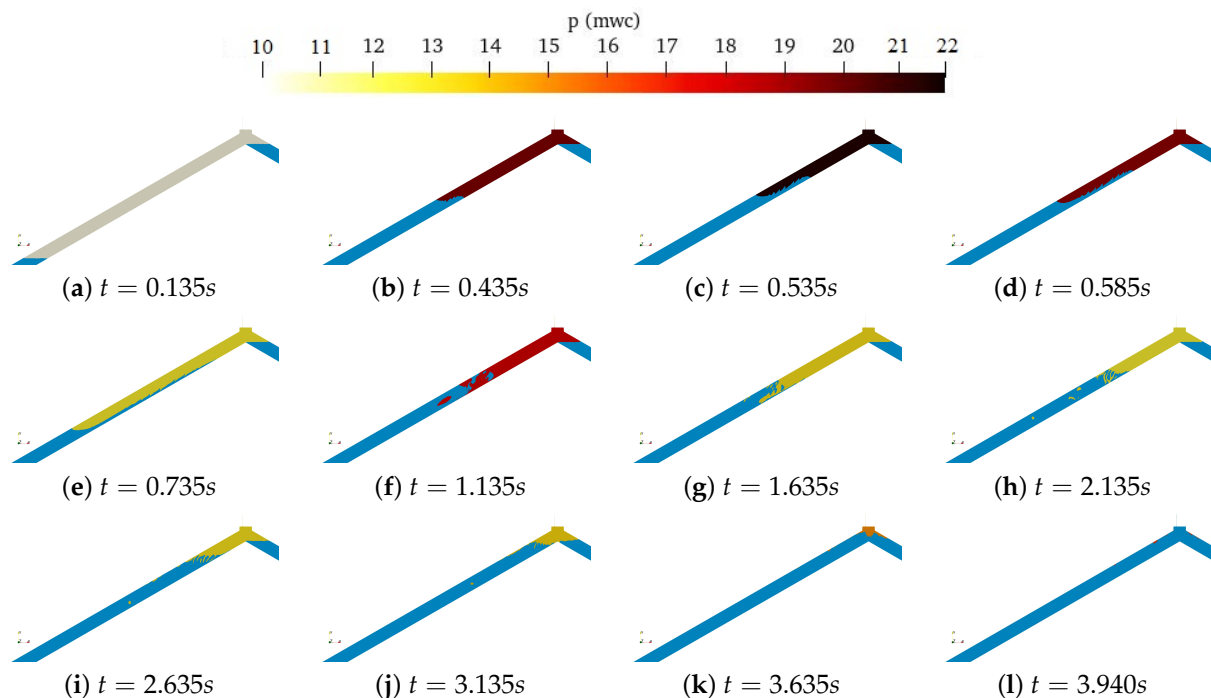 p (mwc)
10 11 12 13 14 15 16 17 18 19 20 21 22
(a) t = 0.135s (b) t = 0.435s (c) t = 0.535s (d) t = 0.585s
(e) t = 0.735s (f) t = 1.135s (g) t = 1.635s (h) t = 2.135s
(i) t = 2.635s (j) t = 3.135s (k) t = 3.635s (l) t = 3.940s